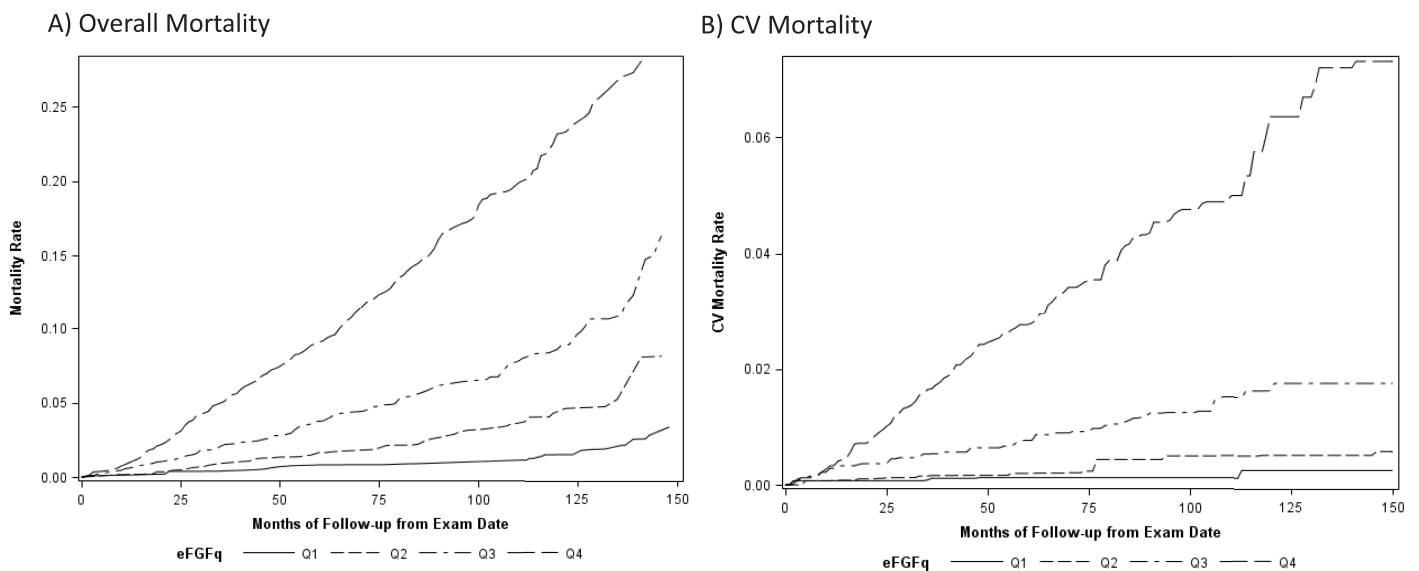 A) Overall Mortality
0.25
0.20
0.15
0.10
0.05
0.00
Mortality Rate
0 25 50 75 100 125 150
Months of Follow-up from Exam Date
eFGFq Q1 Q2 Q3 Q4
B) CV Mortality
0.06
0.04
0.02
0.00
CV Mortality Rate
0 25 50 75 100 125 150
Months of Follow-up from Exam Date
eFGFq Q1 Q2 Q3 Q4